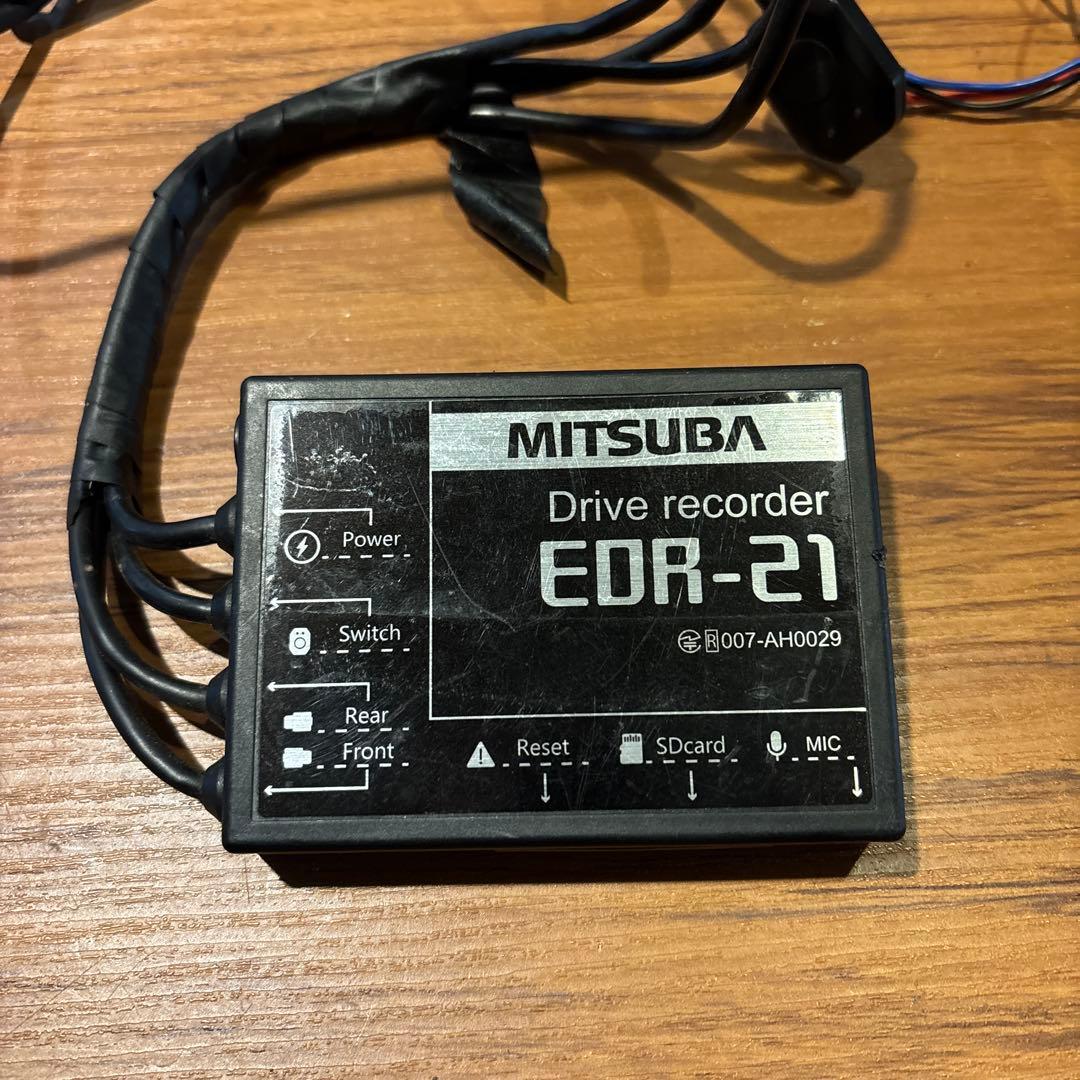 MITSUBA
Drive recorder
EDR-21
R 007-AH0029
Power
Switch
Rear
Front
Reset
SDcard
MIC